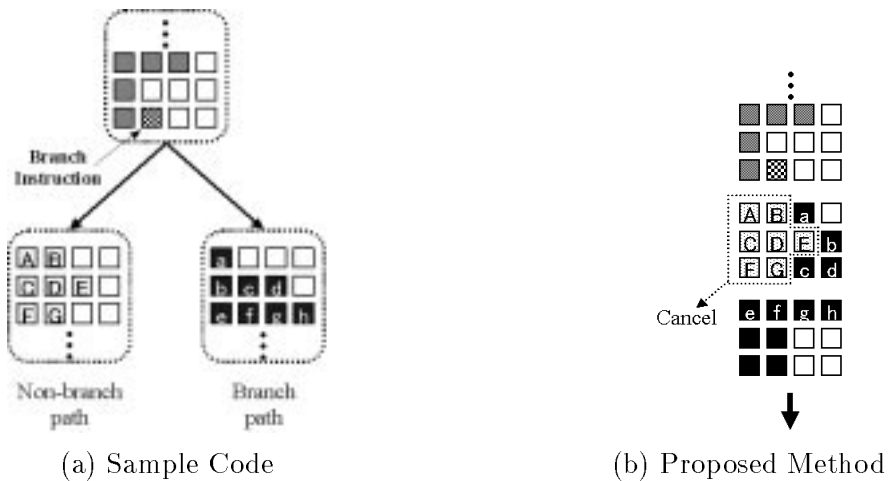 Branch
Instruction
A B
C D E
F G
a
b c d
e f g h
Non-branch
path
Branch
path
(a) Sample Code
A B a
C D E b
F G c d
Cancel
e f g h
(b) Proposed Method